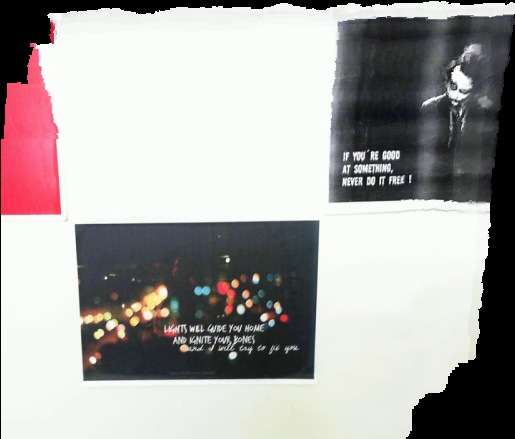 IF YOU'RE GOOD
AT SOMETHING,
NEVER DO IT FREE !
LIGHTS WILL GUIDE YOU HOME
AND IGNITE YOUR BONES
and I will try to fix you